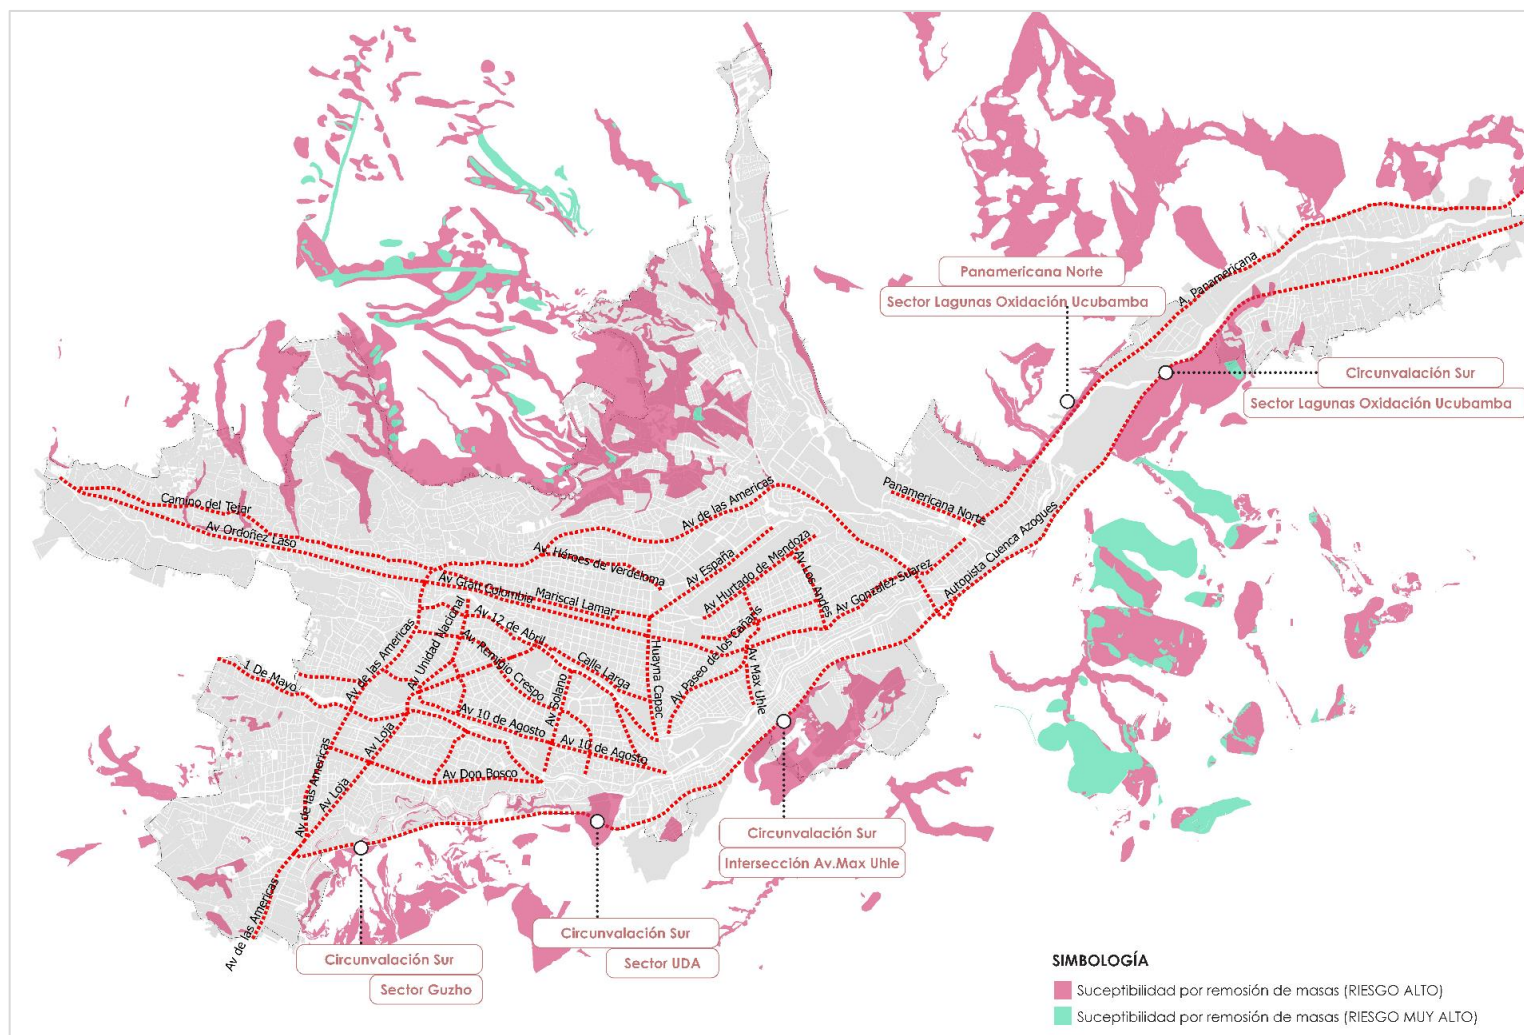 Panamericana Norte
Sector Lagunas Oxidación Ucubamba
A. Panamericana
Circunvalación Sur
Sector Lagunas Oxidación Ucubamba
Camino del Tejar
Av Ordoñez Laso
Av de las Americas
Panamericana Norte
Av. Héroes de Verdeloma
Av España
Av Hurtado de Mendoza
Av Los Andes
Av González Suárez
Autopista Cuenca Azogues
Av Gran Colombia
Mariscal Lamar
Av Unidad Nacional
Av 12 de Abril
Av. Remigio Crespo
Calle Larga
Huayna Capac
Av Paseo de los Cañaris
Av Max Uhle
1 De Mayo
Av de las Americas
Av Solano
Av 10 de Agosto
Av 10 de Agosto
Av Loja
Av Don Bosco
Av de las Americas
Av Loja
Av de las Americas
Circunvalación Sur
Intersección Av.Max Uhle
Circunvalación Sur
Sector UDA
Circunvalación Sur
Sector Guzho
SIMBOLOGÍA
Suceptibilidad por remosión de masas (RIESGO ALTO)
Suceptibilidad por remosión de masas (RIESGO MUY ALTO)